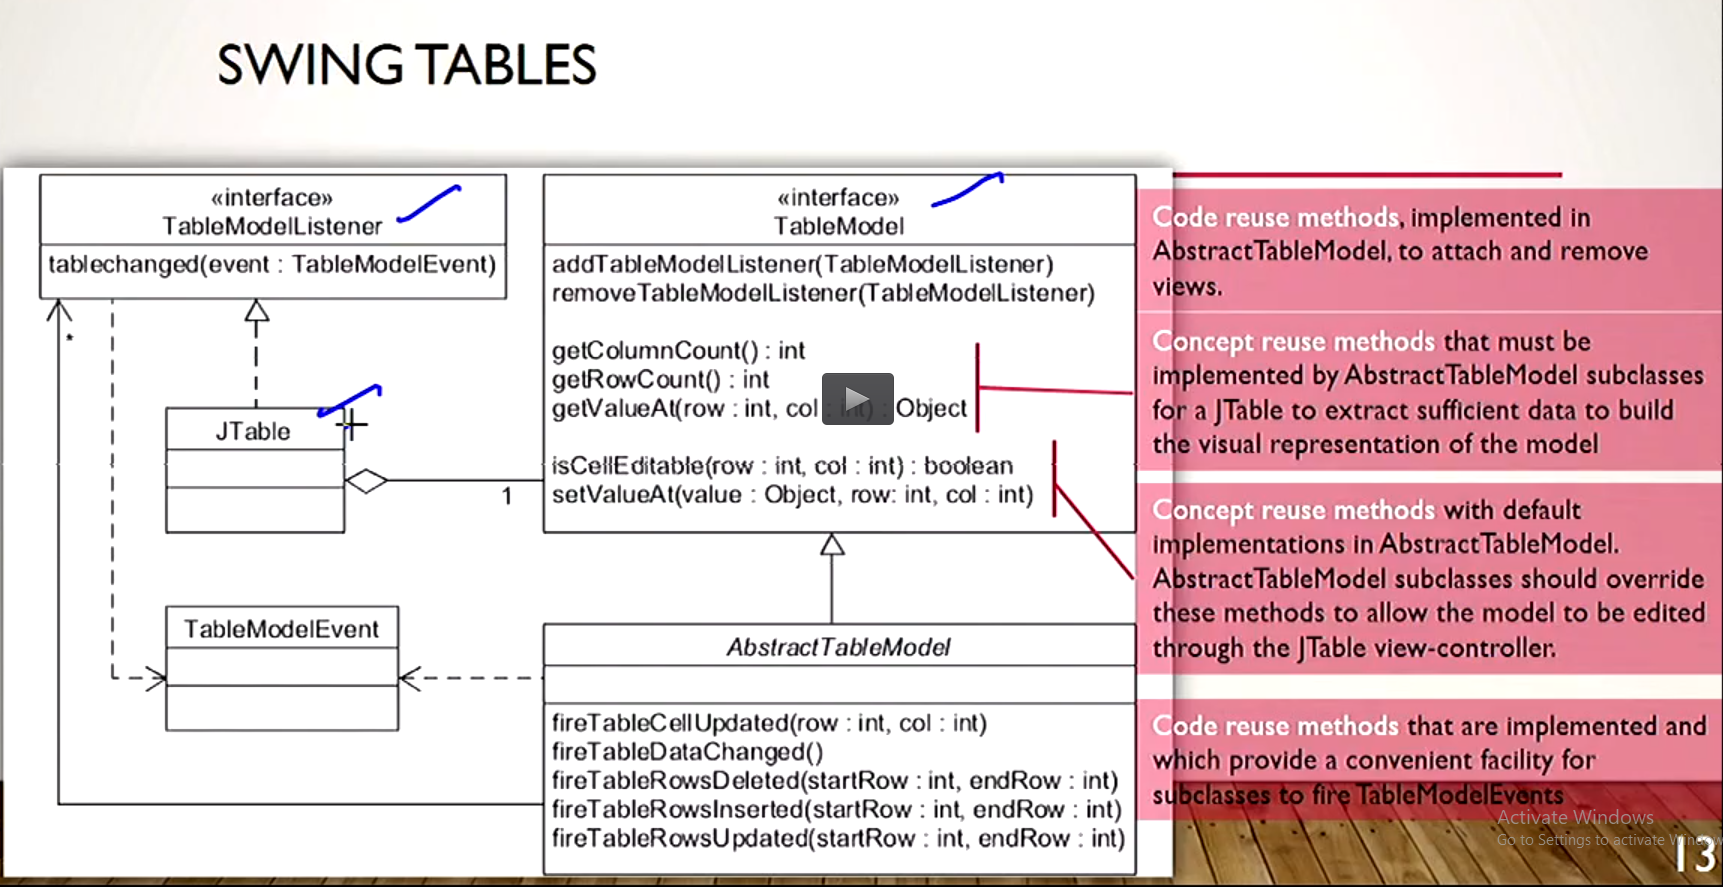 SWING TABLES
«interface»
TableModelListener
tablechanged(event : TableModelEvent)
*
JTable
1
TableModelEvent
«interface»
TableModel
addTableModelListener(TableModelListener)
removeTableModelListener(TableModelListener)
getColumnCount() : int
getRowCount() : int
getValueAt(row : int, col : int) : Object
isCellEditable(row : int, col : int) : boolean
setValueAt(value : Object, row: int, col : int)
AbstractTableModel
fireTableCellUpdated(row : int, col : int)
fireTableDataChanged()
fireTableRowsDeleted(startRow : int, endRow : int)
fireTableRowsInserted(startRow : int, endRow : int)
fireTableRowsUpdated(startRow : int, endRow : int)
Code reuse methods, implemented in
AbstractTableModel, to attach and remove
views.
Concept reuse methods that must be
implemented by AbstractTableModel subclasses
for a JTable to extract sufficient data to build
the visual representation of the model
Concept reuse methods with default
implementations in AbstractTableModel.
AbstractTableModel subclasses should override
these methods to allow the model to be edited
through the JTable view-controller.
Code reuse methods that are implemented and
which provide a convenient facility for
subclasses to fire TableModelEvents
Activate Windows
Go to Settings to activate Windows
13